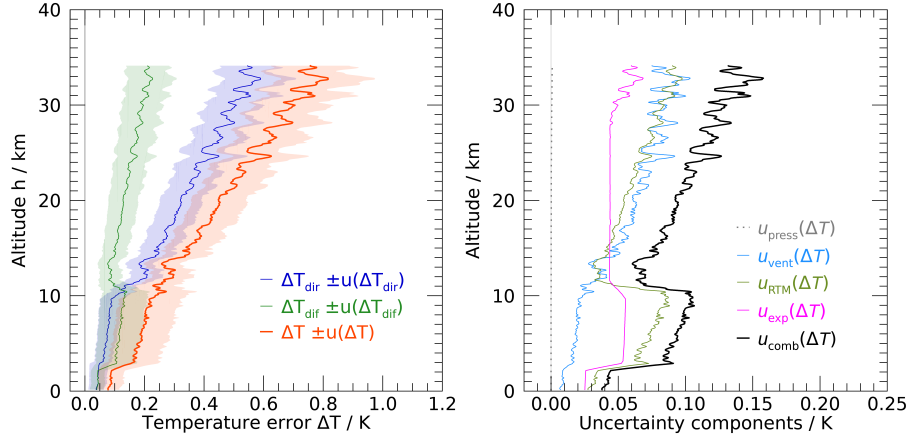 40
30
20
10
0
Altitude h / km
0.0 0.2 0.4 0.6 0.8 1.0 1.2
Temperature error ΔT / K
ΔT_dir ±u(ΔT_dir)
ΔT_dif ±u(ΔT_dif)
ΔT ±u(ΔT)
40
30
20
10
0
Altitude / km
0.00 0.05 0.10 0.15 0.20 0.25
Uncertainty components / K
u_press(ΔT)
u_vent(ΔT)
u_RTM(ΔT)
u_exp(ΔT)
u_comb(ΔT)